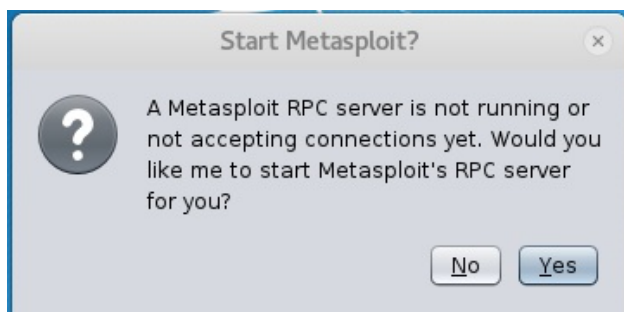 Start Metasploit?
A Metasploit RPC server is not running or
not accepting connections yet. Would you
like me to start Metasploit's RPC server
for you?
No
Yes